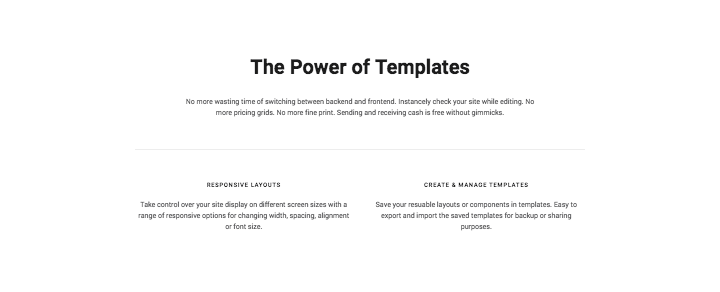 The Power of Templates
No more wasting time of switching between backend and frontend. Instancely check your site while editing. No
more pricing grids. No more fine print. Sending and receiving cash is free without gimmicks.
RESPONSIVE LAYOUTS
Take control over your site display on different screen sizes with a
range of responsive options for changing width, spacing, alignment
or font size.
CREATE & MANAGE TEMPLATES
Save your resuable layouts or components in templates. Easy to
export and import the saved templates for backup or sharing
purposes.